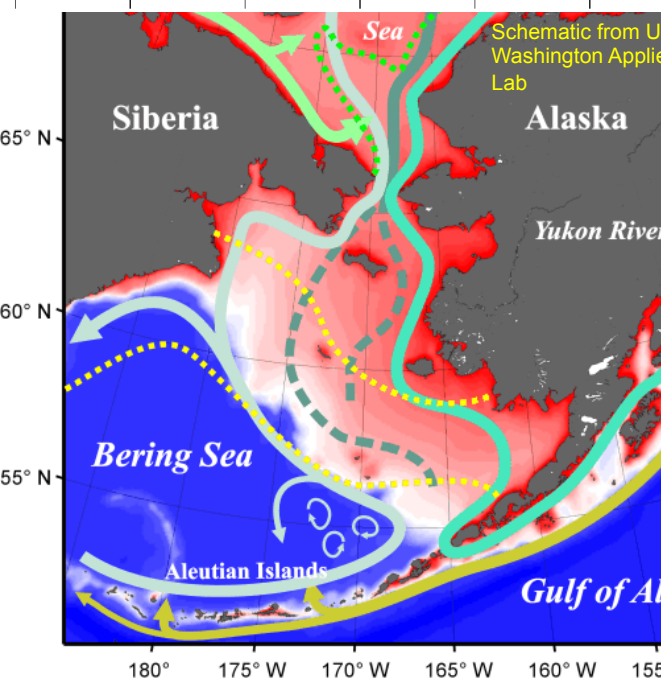 Sea
Schematic from U
Washington Applie
Lab
Siberia
Alaska
65° N
Yukon River
60° N
Bering Sea
55° N
Aleutian Islands
Gulf of Al
180° 175° W 170° W 165° W 160° W 155